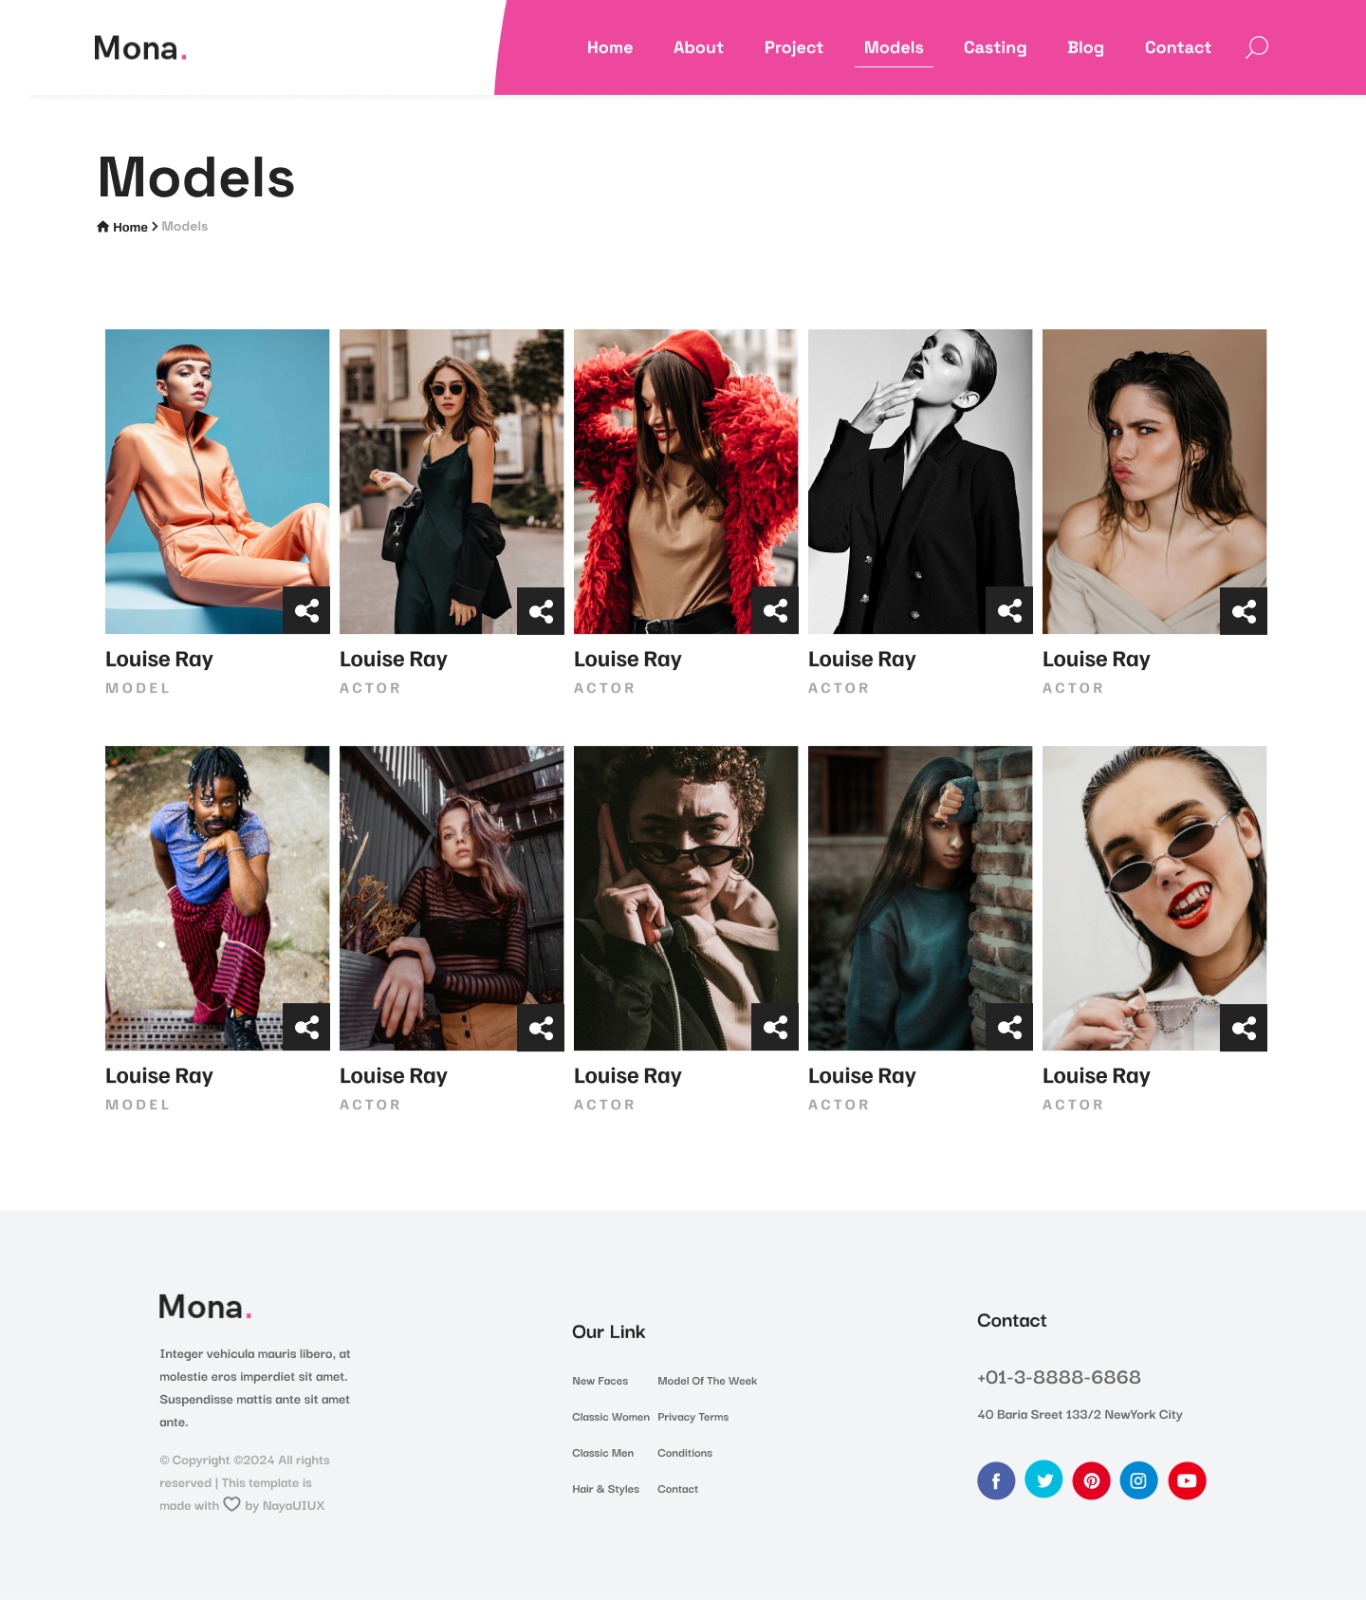 Mona.
Home About Project Models Casting Blog Contact
Models
Home > Models
Louise Ray
MODEL
Louise Ray
ACTOR
Louise Ray
ACTOR
Louise Ray
ACTOR
Louise Ray
ACTOR
Louise Ray
MODEL
Louise Ray
ACTOR
Louise Ray
ACTOR
Louise Ray
ACTOR
Louise Ray
ACTOR
Mona.
Integer vehicula mauris libero, at
molestie eros imperdiet sit amet.
Suspendisse mattis ante sit amet
ante.
© Copyright ©2024 All rights
reserved | This template is
made with ♡ by NayaUIUX
Our Link
New Faces Model Of The Week
Classic Women Privacy Terms
Classic Men Conditions
Hair & Styles Contact
Contact
+01-3-8888-6868
40 Baria Sreet 133/2 NewYork City